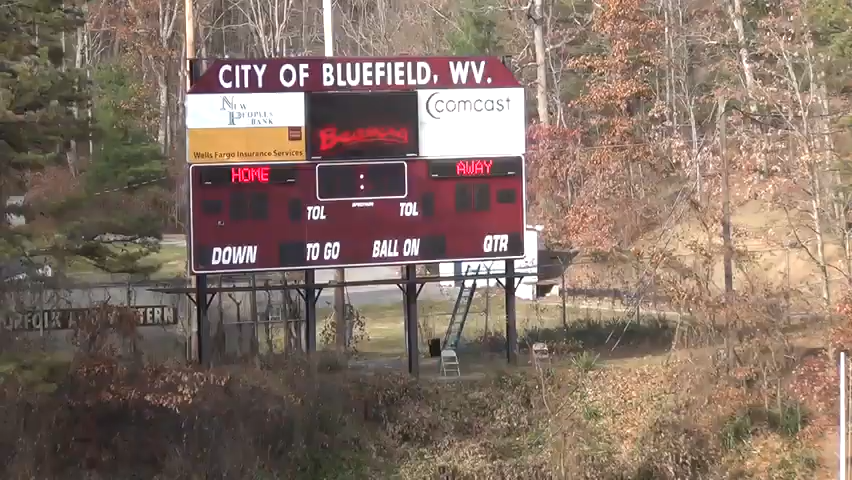 CITY OF BLUEFIELD, WV.
NEW
PEOPLES
BANK
Comcast
Wells Fargo Insurance Services
HOME
:
AWAY
TOL
TOL
DOWN
TO GO
BALL ON
QTR